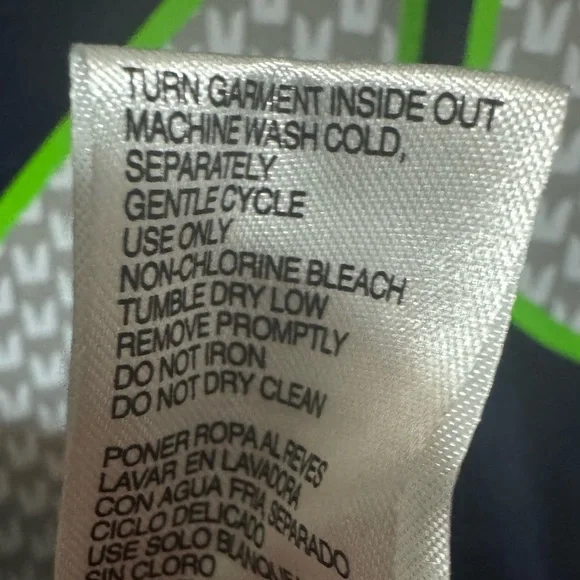 TURN GARMENT INSIDE OUT
MACHINE WASH COLD,
SEPARATELY
GENTLE CYCLE
USE ONLY
NON-CHLORINE BLEACH
TUMBLE DRY LOW
REMOVE PROMPTLY
DO NOT IRON
DO NOT DRY CLEAN
PONER ROPA AL REVES
LAVAR EN LAVADORA
CON AGUA FRIA SEPARADO
CICLO DELICADO
USE SOLO
SIN CLORO